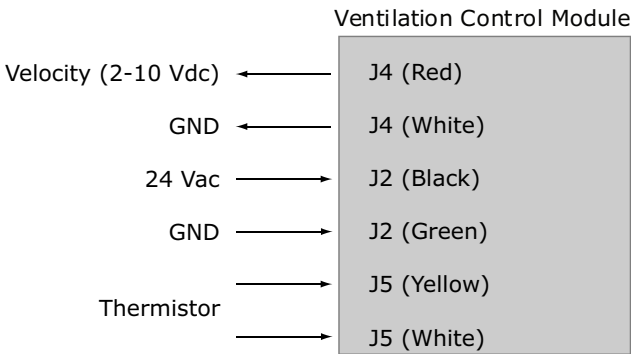 Ventilation Control Module
Velocity (2-10 Vdc) J4 (Red)
GND J4 (White)
24 Vac J2 (Black)
GND J2 (Green)
J5 (Yellow)
Thermistor
J5 (White)